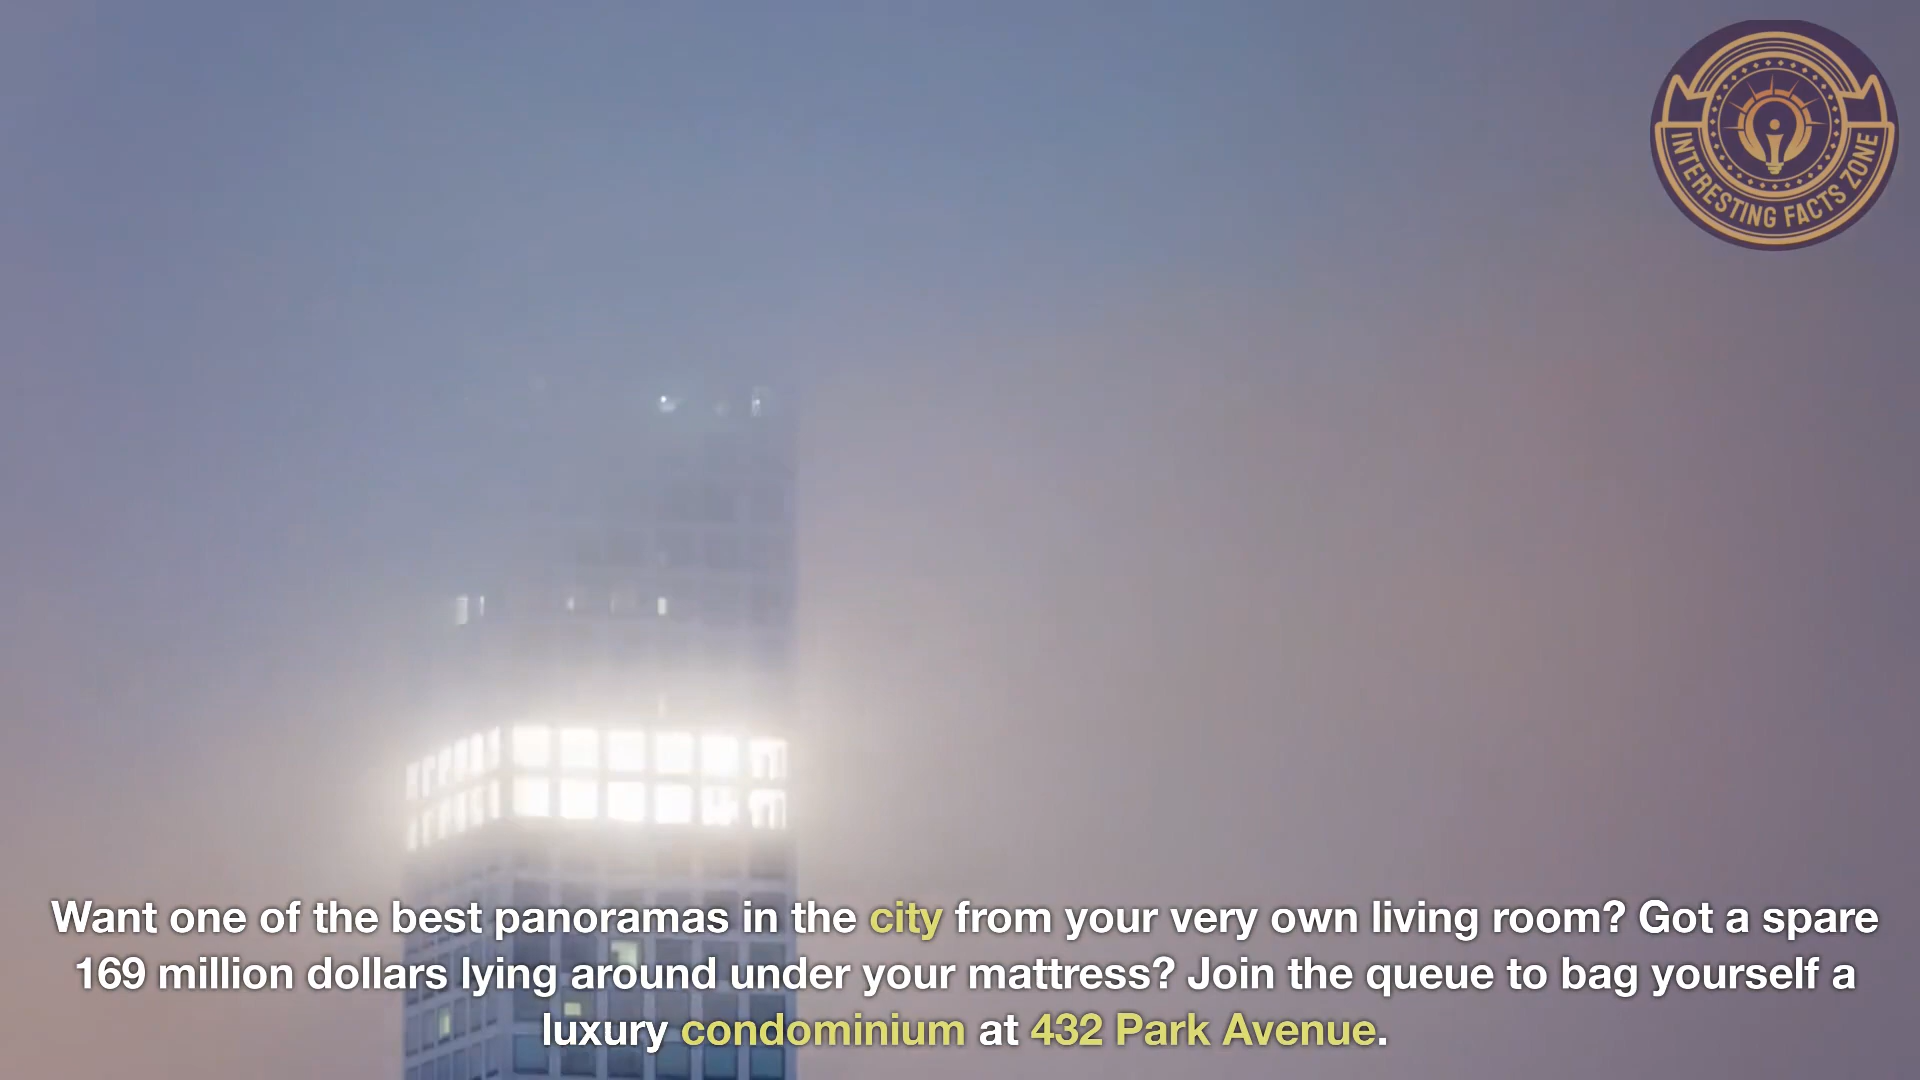 INTERESTING FACTS ZONE
Want one of the best panoramas in the city from your very own living room? Got a spare
169 million dollars lying around under your mattress? Join the queue to bag yourself a
luxury condominium at 432 Park Avenue.